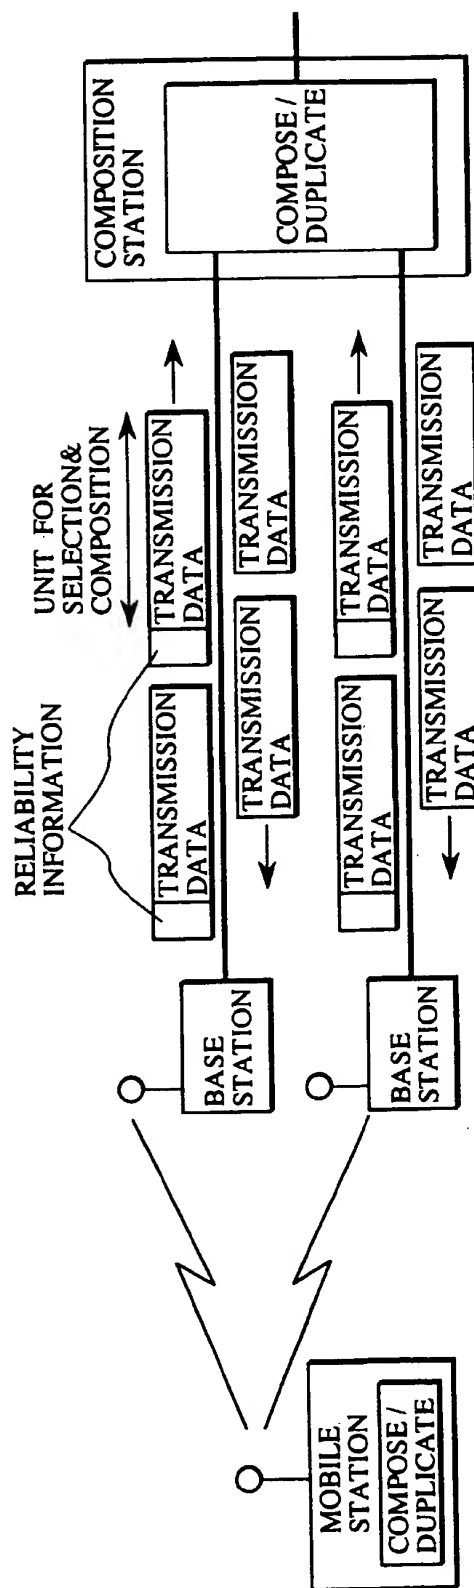 MOBILE
STATION
COMPOSE /
DUPLICATE
BASE
STATION
BASE
STATION
RELIABILITY
INFORMATION
UNIT FOR
SELECTION&
COMPOSITION
TRANSMISSION
DATA
TRANSMISSION
DATA
TRANSMISSION
DATA
TRANSMISSION
DATA
TRANSMISSION
DATA
TRANSMISSION
DATA
TRANSMISSION
DATA
TRANSMISSION
DATA
COMPOSITION
STATION
COMPOSE /
DUPLICATE